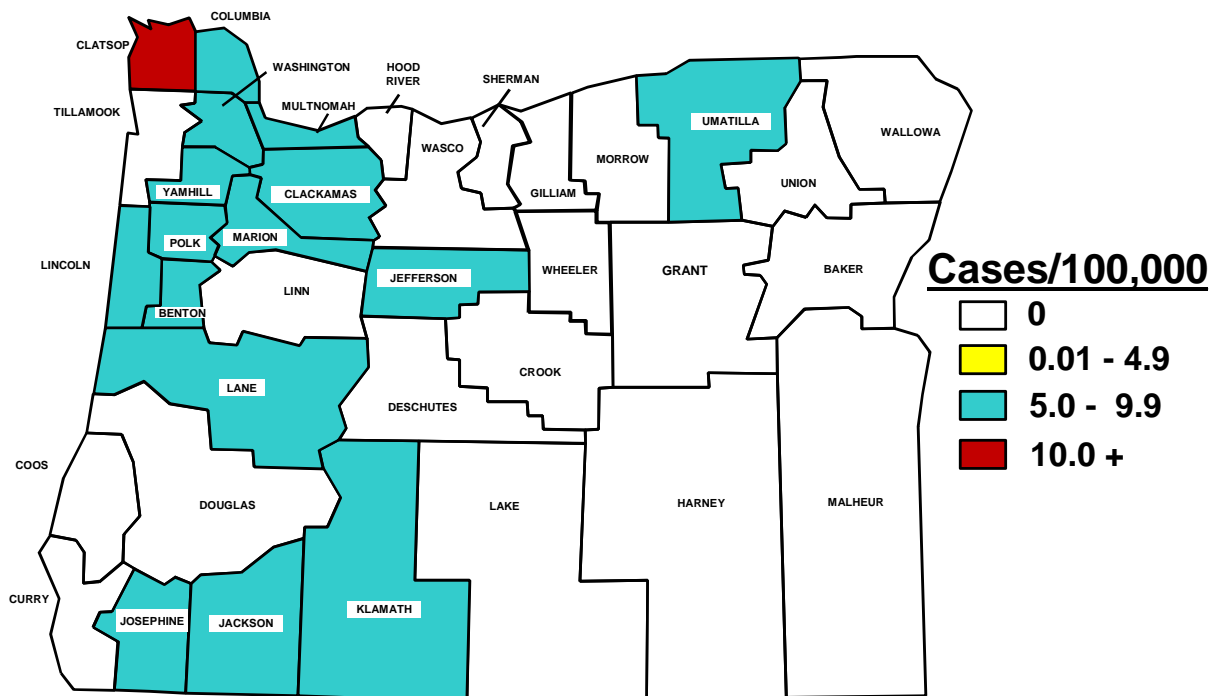 COLUMBIA
CLATSOP
WASHINGTON
HOOD
RIVER
SHERMAN
MULTNOMAH
TILLAMOOK
UMATILLA
WALLOWA
WASCO
MORROW
UNION
YAMHILL
CLACKAMAS
GILLIAM
MARION
POLK
LINCOLN
JEFFERSON
WHEELER
GRANT
BAKER
LINN
BENTON
CROOK
LANE
DESCHUTES
COOS
DOUGLAS
LAKE
HARNEY
MALHEUR
CURRY
JOSEPHINE
JACKSON
KLAMATH
Cases/100,000
0
0.01 - 4.9
5.0 - 9.9
10.0 +